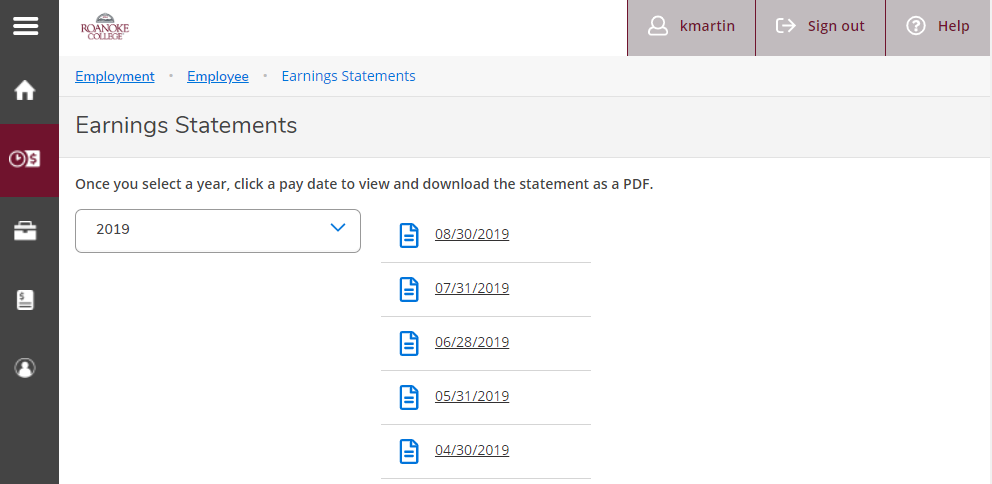 ROANOKE
COLLEGE
kmartin
Sign out
Help
Employment • Employee • Earnings Statements
Earnings Statements
Once you select a year, click a pay date to view and download the statement as a PDF.
2019
08/30/2019
07/31/2019
06/28/2019
05/31/2019
04/30/2019